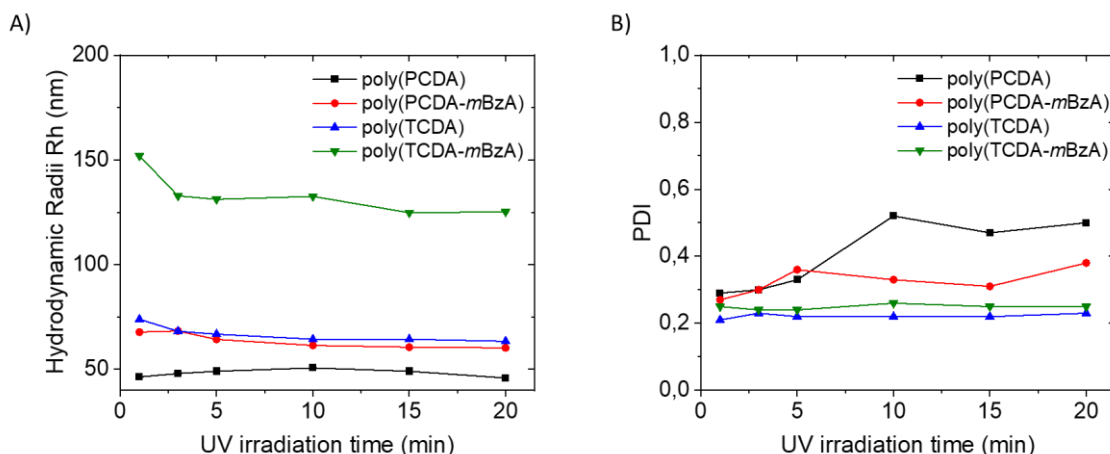 A)
Hydrodynamic Radii Rh (nm)
200
150
100
50
0
5
10
15
20
UV irradiation time (min)
poly(PCDA)
poly(PCDA-mBzA)
poly(TCDA)
poly(TCDA-mBzA)
B)
PDI
1,0
0,8
0,6
0,4
0,2
0,0
0
5
10
15
20
UV irradiation time (min)
poly(PCDA)
poly(PCDA-mBzA)
poly(TCDA)
poly(TCDA-mBzA)